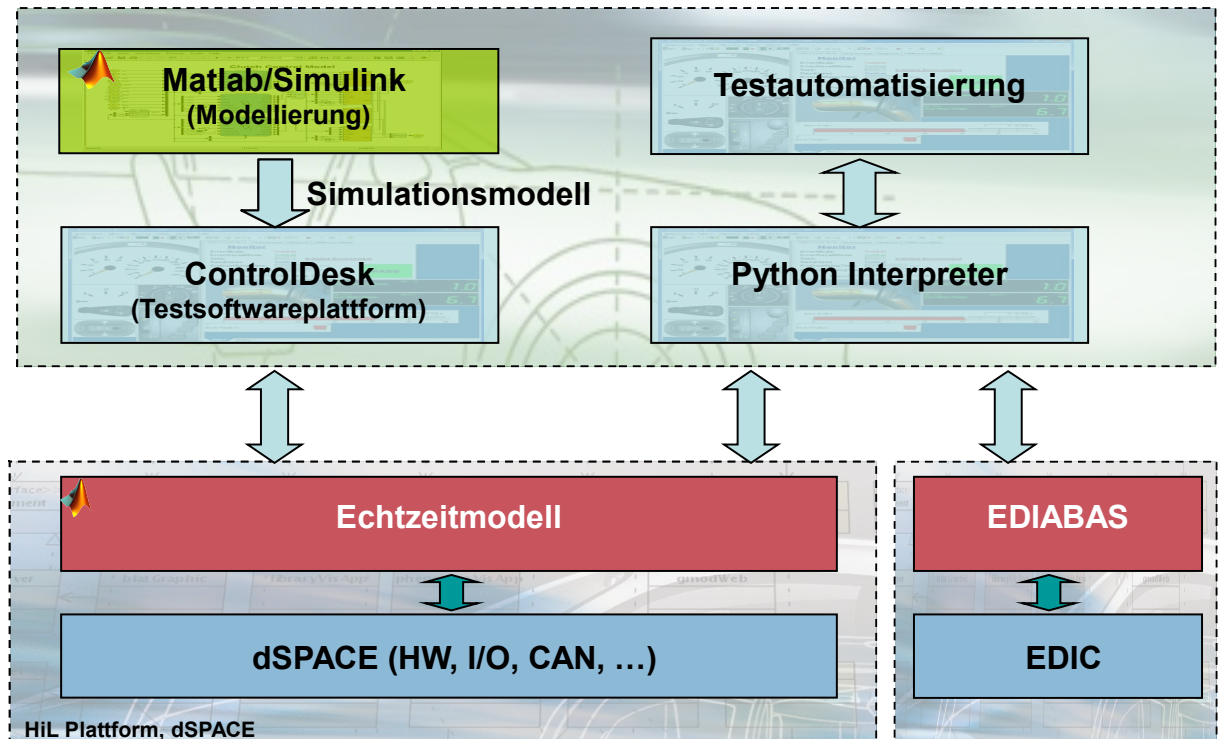 Matlab/Simulink
(Modellierung)
Testautomatisierung
Simulationsmodell
ControlDesk
(Testsoftwareplattform)
Python Interpreter
Echtzeitmodell
EDIABAS
dSPACE (HW, I/O, CAN, …)
EDIC
HiL Plattform, dSPACE